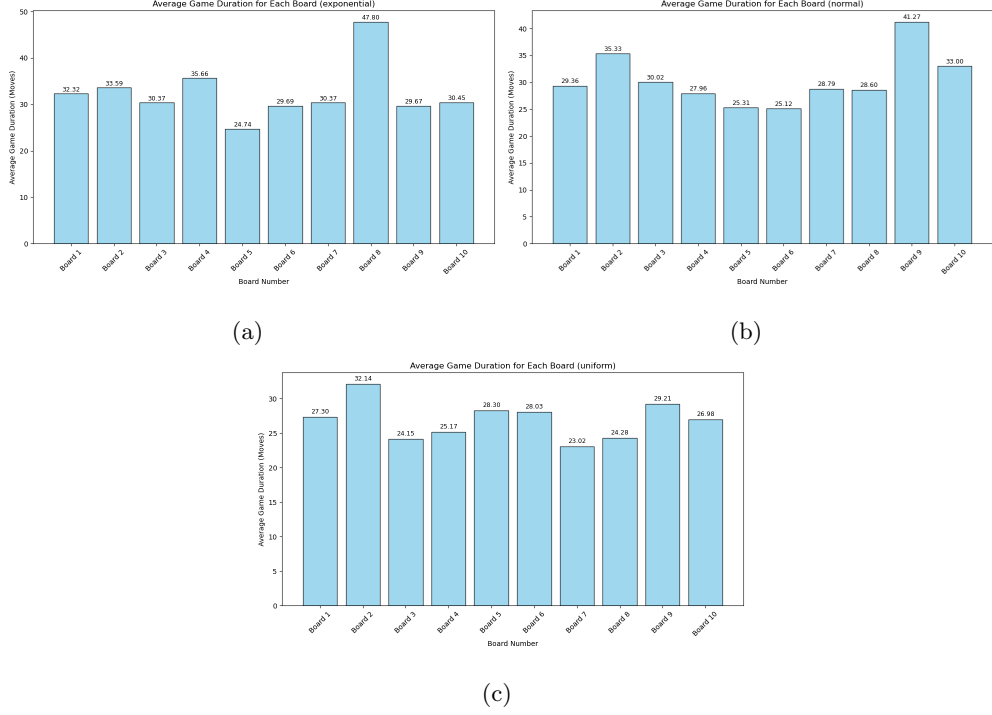 Average Game Duration for Each Board (exponential)
Average Game Duration (Moves)
50
40
30
20
10
0
32.32
33.59
30.37
35.66
24.74
29.69
30.37
47.80
29.67
30.45
Board 1
Board 2
Board 3
Board 4
Board 5
Board 6
Board 7
Board 8
Board 9
Board 10
Board Number
(a)
Average Game Duration for Each Board (normal)
Average Game Duration (Moves)
40
35
30
25
20
15
10
5
0
29.36
35.33
30.02
27.96
25.31
25.12
28.79
28.60
41.27
33.00
Board 1
Board 2
Board 3
Board 4
Board 5
Board 6
Board 7
Board 8
Board 9
Board 10
Board Number
(b)
Average Game Duration for Each Board (uniform)
Average Game Duration (Moves)
30
25
20
15
10
5
0
27.30
32.14
24.15
25.17
28.30
28.03
23.02
24.28
29.21
26.98
Board 1
Board 2
Board 3
Board 4
Board 5
Board 6
Board 7
Board 8
Board 9
Board 10
Board Number
(c)